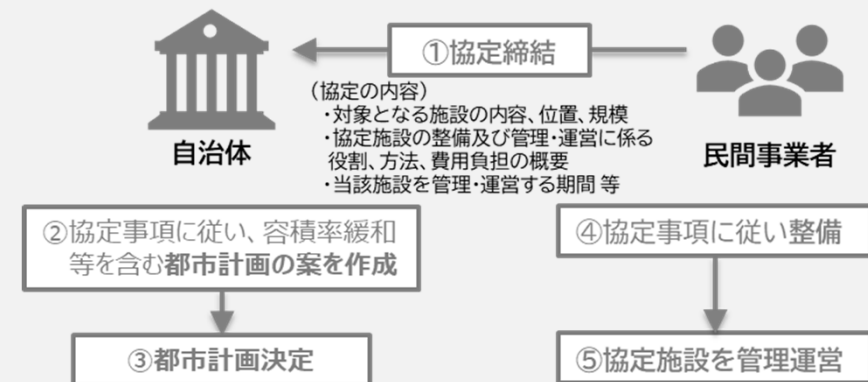 ①協定締結
（協定の内容）
・対象となる施設の内容、位置、規模
・協定施設の整備及び管理・運営に係る
役割、方法、費用負担の概要
・当該施設を管理・運営する期間 等
自治体
民間事業者
②協定事項に従い、容積率緩和
等を含む都市計画の案を作成
③都市計画決定
④協定事項に従い整備
⑤協定施設を管理運営